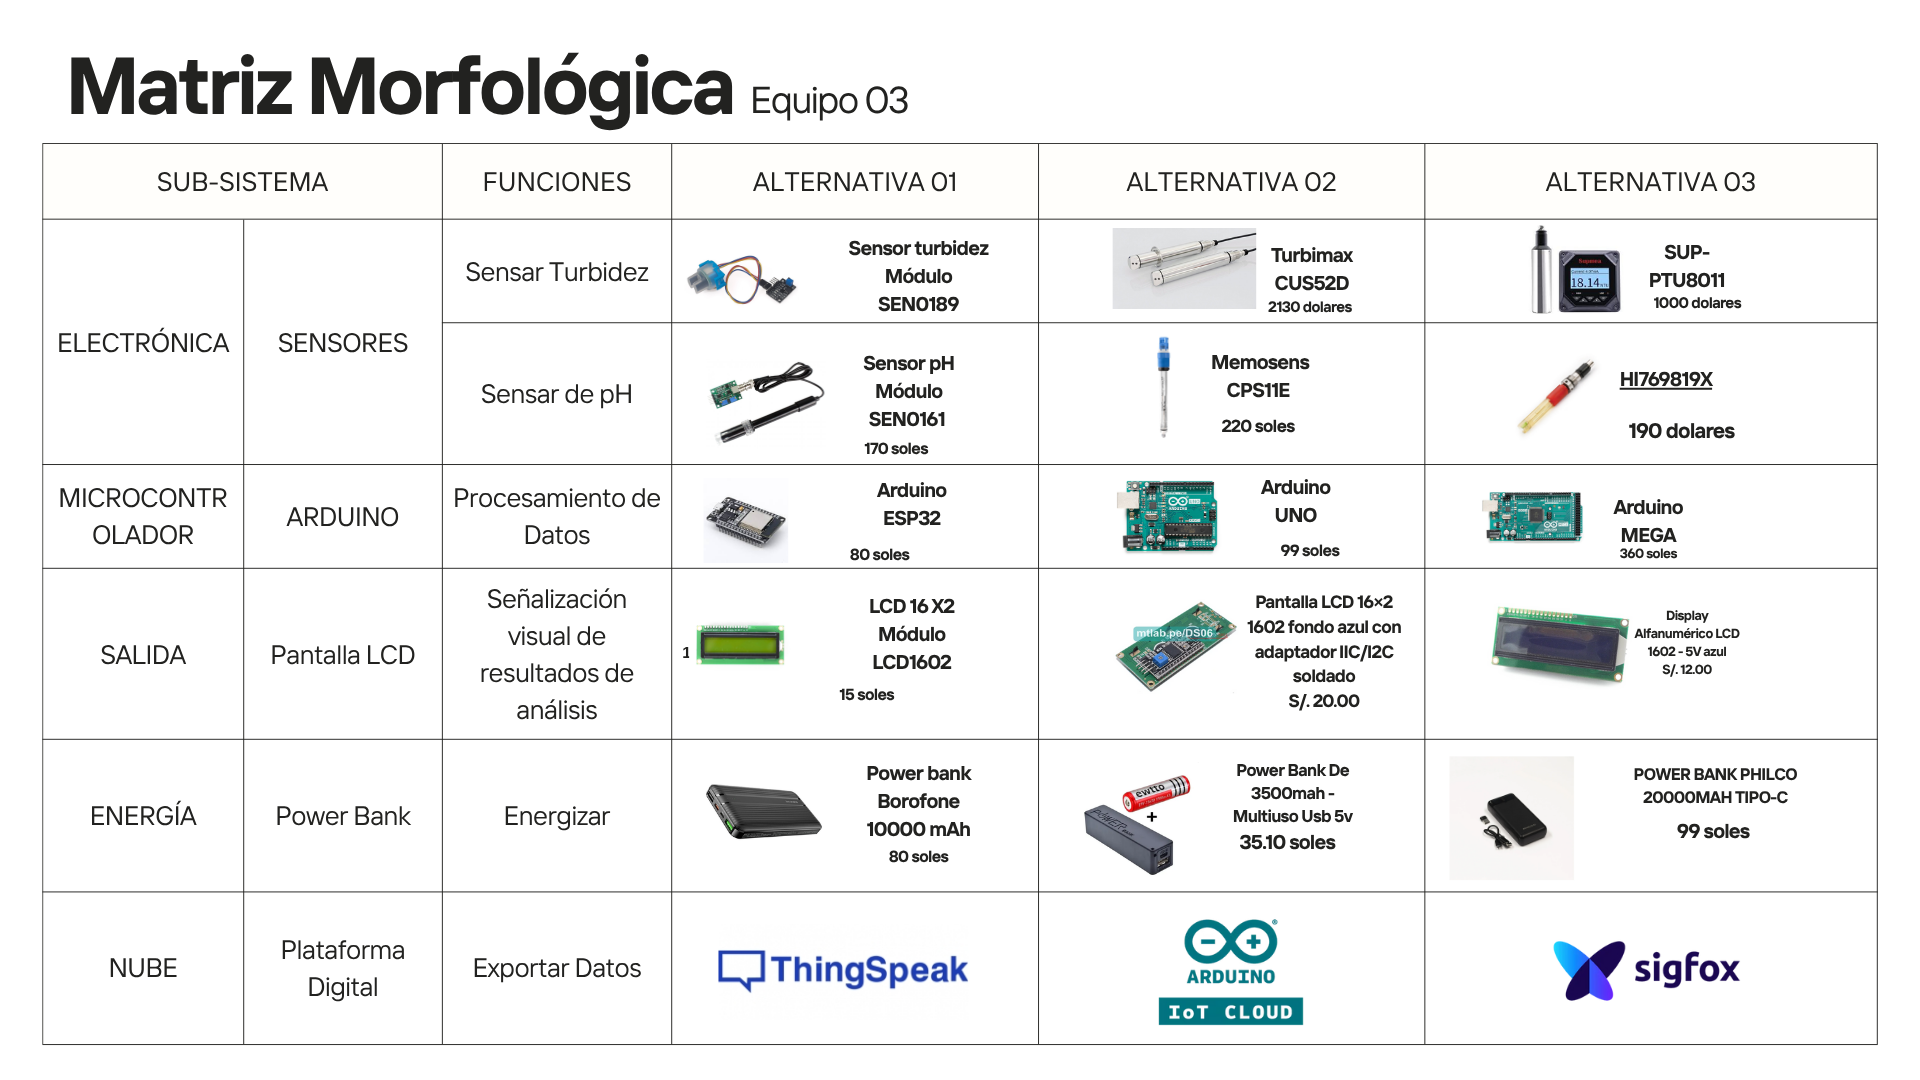 Matriz Morfológica Equipo 03
SUB-SISTEMA
FUNCIONES
ALTERNATIVA 01
ALTERNATIVA 02
ALTERNATIVA 03
ELECTRÓNICA
SENSORES
Sensar Turbidez
Sensor turbidez
Módulo
SEN0189
Turbimax
CUS52D
2130 dolares
18.14
SUP-
PTU8011
1000 dolares
Sensar de pH
Sensor pH
Módulo
SEN0161
170 soles
Memosens
CPS11E
220 soles
HI769819X
190 dolares
MICROCONTR
OLADOR
ARDUINO
Procesamiento de
Datos
Arduino
ESP32
80 soles
Arduino
UNO
99 soles
Arduino
MEGA
360 soles
SALIDA
Pantalla LCD
Señalización
visual de
resultados de
análisis
1
LCD 16 X2
Módulo
LCD1602
15 soles
mtlab.pe/DS06
Pantalla LCD 16×2
1602 fondo azul con
adaptador IIC/I2C
soldado
S/. 20.00
Display
Alfanumérico LCD
1602 - 5V azul
S/. 12.00
ENERGÍA
Power Bank
Energizar
Power bank
Borofone
10000 mAh
80 soles
ewtto
+
Power Bank De
3500mah -
Multiuso Usb 5v
35.10 soles
POWER BANK PHILCO
20000MAH TIPO-C
99 soles
NUBE
Plataforma
Digital
Exportar Datos
ThingSpeak
ARDUINO
IoT CLOUD
sigfox